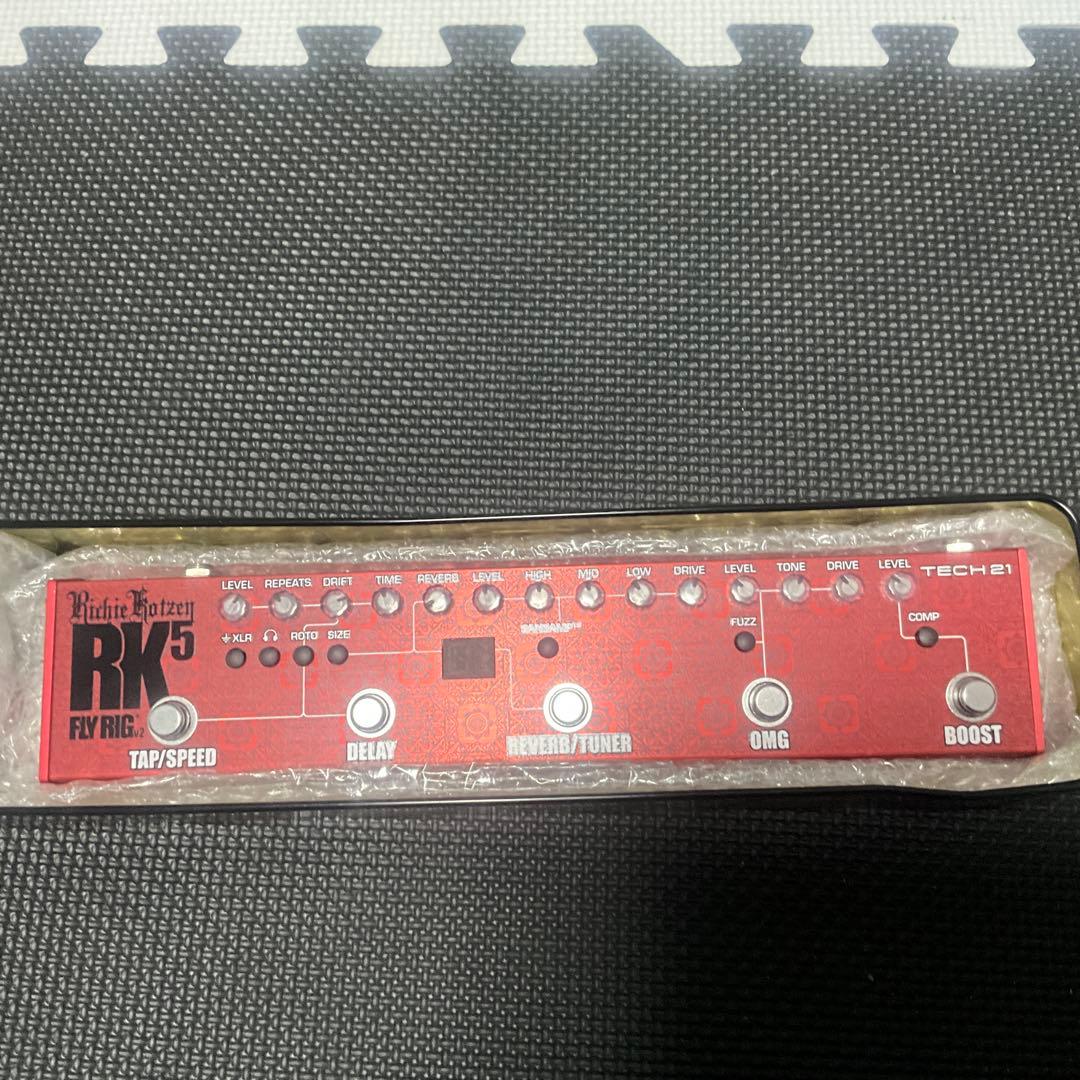 LEVEL REPEATS DRIFT TIME REVERB LEVEL HIGH MID LOW DRIVE LEVEL TONE DRIVE LEVEL TECH 21
Richie Kotzen
RK5
FLY RIG v2
XLR ROTO SIZE
SANSAMP
FUZZ
COMP
TAP/SPEED
DELAY
REVERB/TUNER
OMG
BOOST